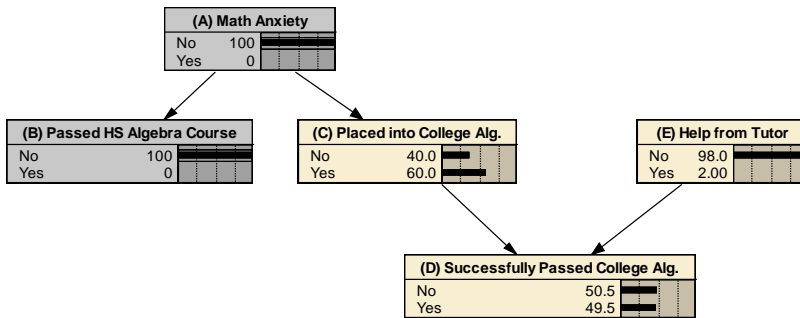 (A) Math Anxiety
No 100
Yes 0
(B) Passed HS Algebra Course
No 100
Yes 0
(C) Placed into College Alg.
No 40.0
Yes 60.0
(E) Help from Tutor
No 98.0
Yes 2.00
(D) Successfully Passed College Alg.
No 50.5
Yes 49.5